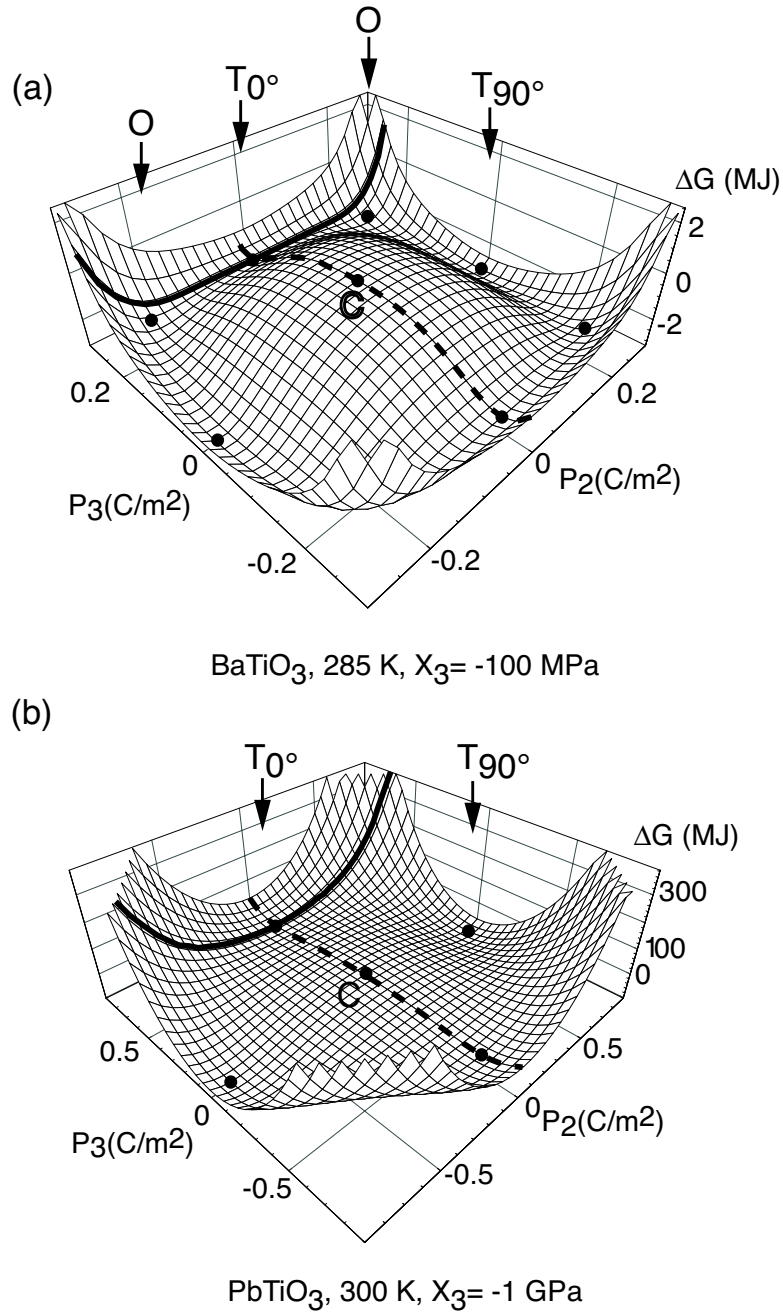 O
(a)
T0°
T90°
O
ΔG (MJ)
2
0
-2
C
0.2
0.2
0
0
P3(C/m2)
P2(C/m2)
-0.2
-0.2
BaTiO3, 285 K, X3= -100 MPa
(b)
T0°
T90°
ΔG (MJ)
300
100
0
C
0.5
0.5
0
0
P3(C/m2)
P2(C/m2)
-0.5
-0.5
PbTiO3, 300 K, X3= -1 GPa